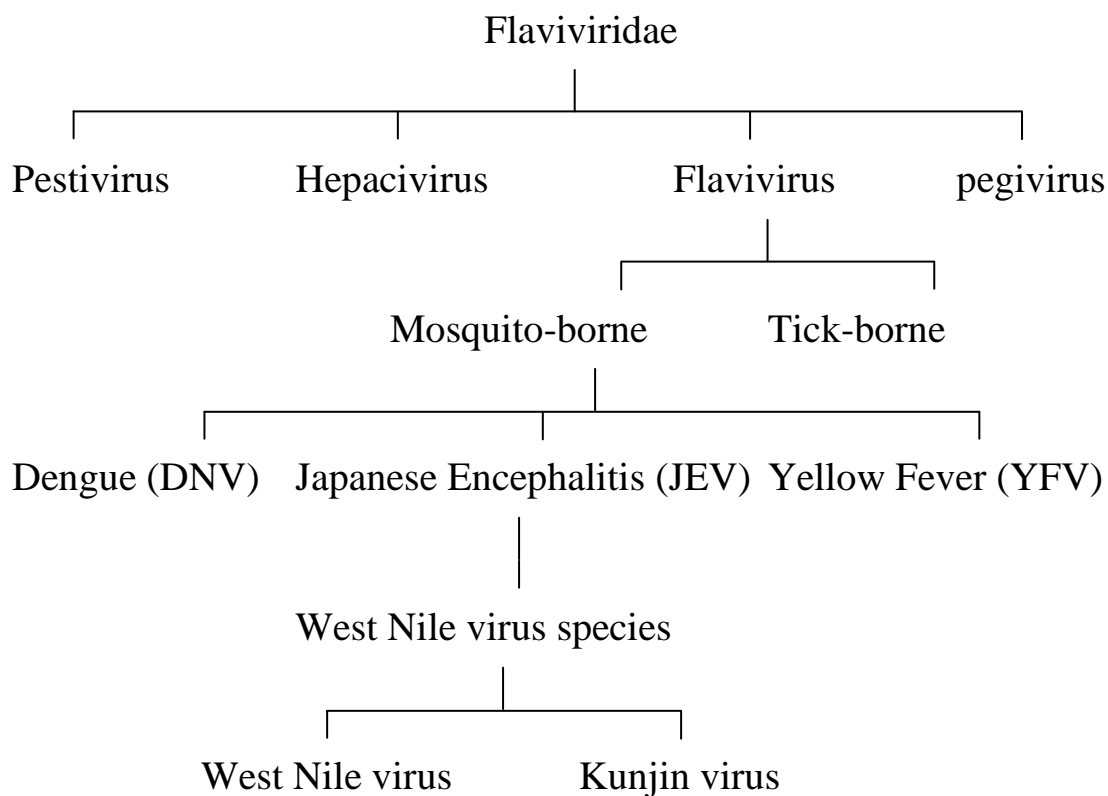 Flaviviridae
Pestivirus Hepacivirus Flavivirus pegivirus
Mosquito-borne Tick-borne
Dengue (DNV) Japanese Encephalitis (JEV) Yellow Fever (YFV)
West Nile virus species
West Nile virus Kunjin virus